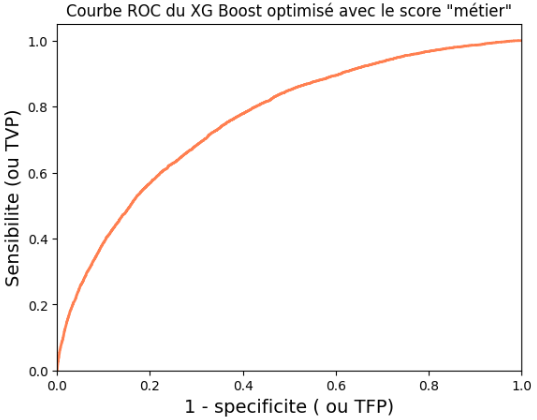 Courbe ROC du XG Boost optimisé avec le score "métier"
1.0
0.8
0.6
0.4
0.2
0.0
Sensibilite (ou TVP)
0.0 0.2 0.4 0.6 0.8 1.0
1 - specificite ( ou TFP)